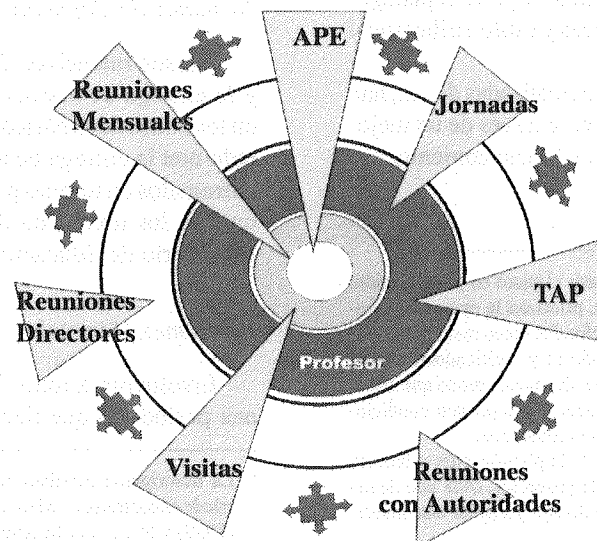 APE
Reuniones
Mensuales
Jornadas
Reuniones
Directores
TAP
Profesor
Visitas
Reuniones
con Autoridades